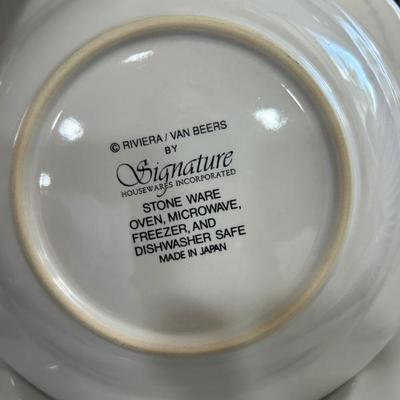 © RIVIERA / VAN BEERS
BY
Signature
HOUSEWARES INCORPORATED
STONE WARE
OVEN, MICROWAVE,
FREEZER, AND
DISHWASHER SAFE
MADE IN JAPAN